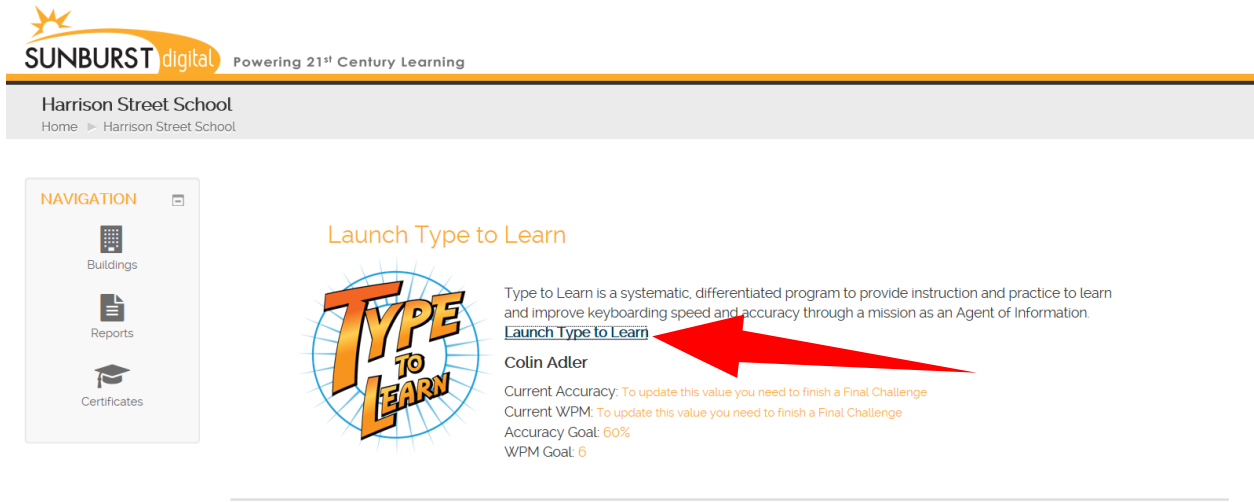 SUNBURST digital Powering 21st Century Learning
Harrison Street School
Home ► Harrison Street School
NAVIGATION
Buildings
Reports
Certificates
Launch Type to Learn
TYPE
TO
LEARN
Type to Learn is a systematic, differentiated program to provide instruction and practice to learn
and improve keyboarding speed and accuracy through a mission as an Agent of Information.
Launch Type to Learn
Colin Adler
Current Accuracy: To update this value you need to finish a Final Challenge
Current WPM: To update this value you need to finish a Final Challenge
Accuracy Goal: 60%
WPM Goal: 6